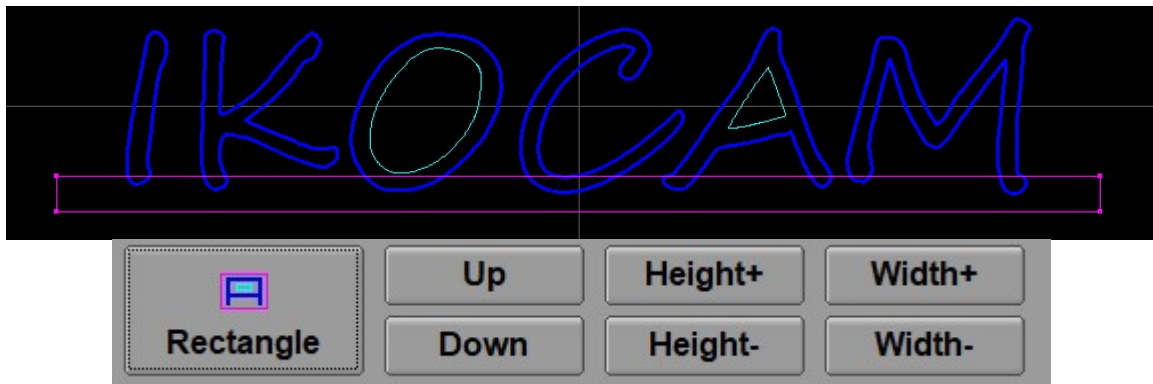 IKOCAM
Rectangle
Up
Height+
Width+
Down
Height-
Width-